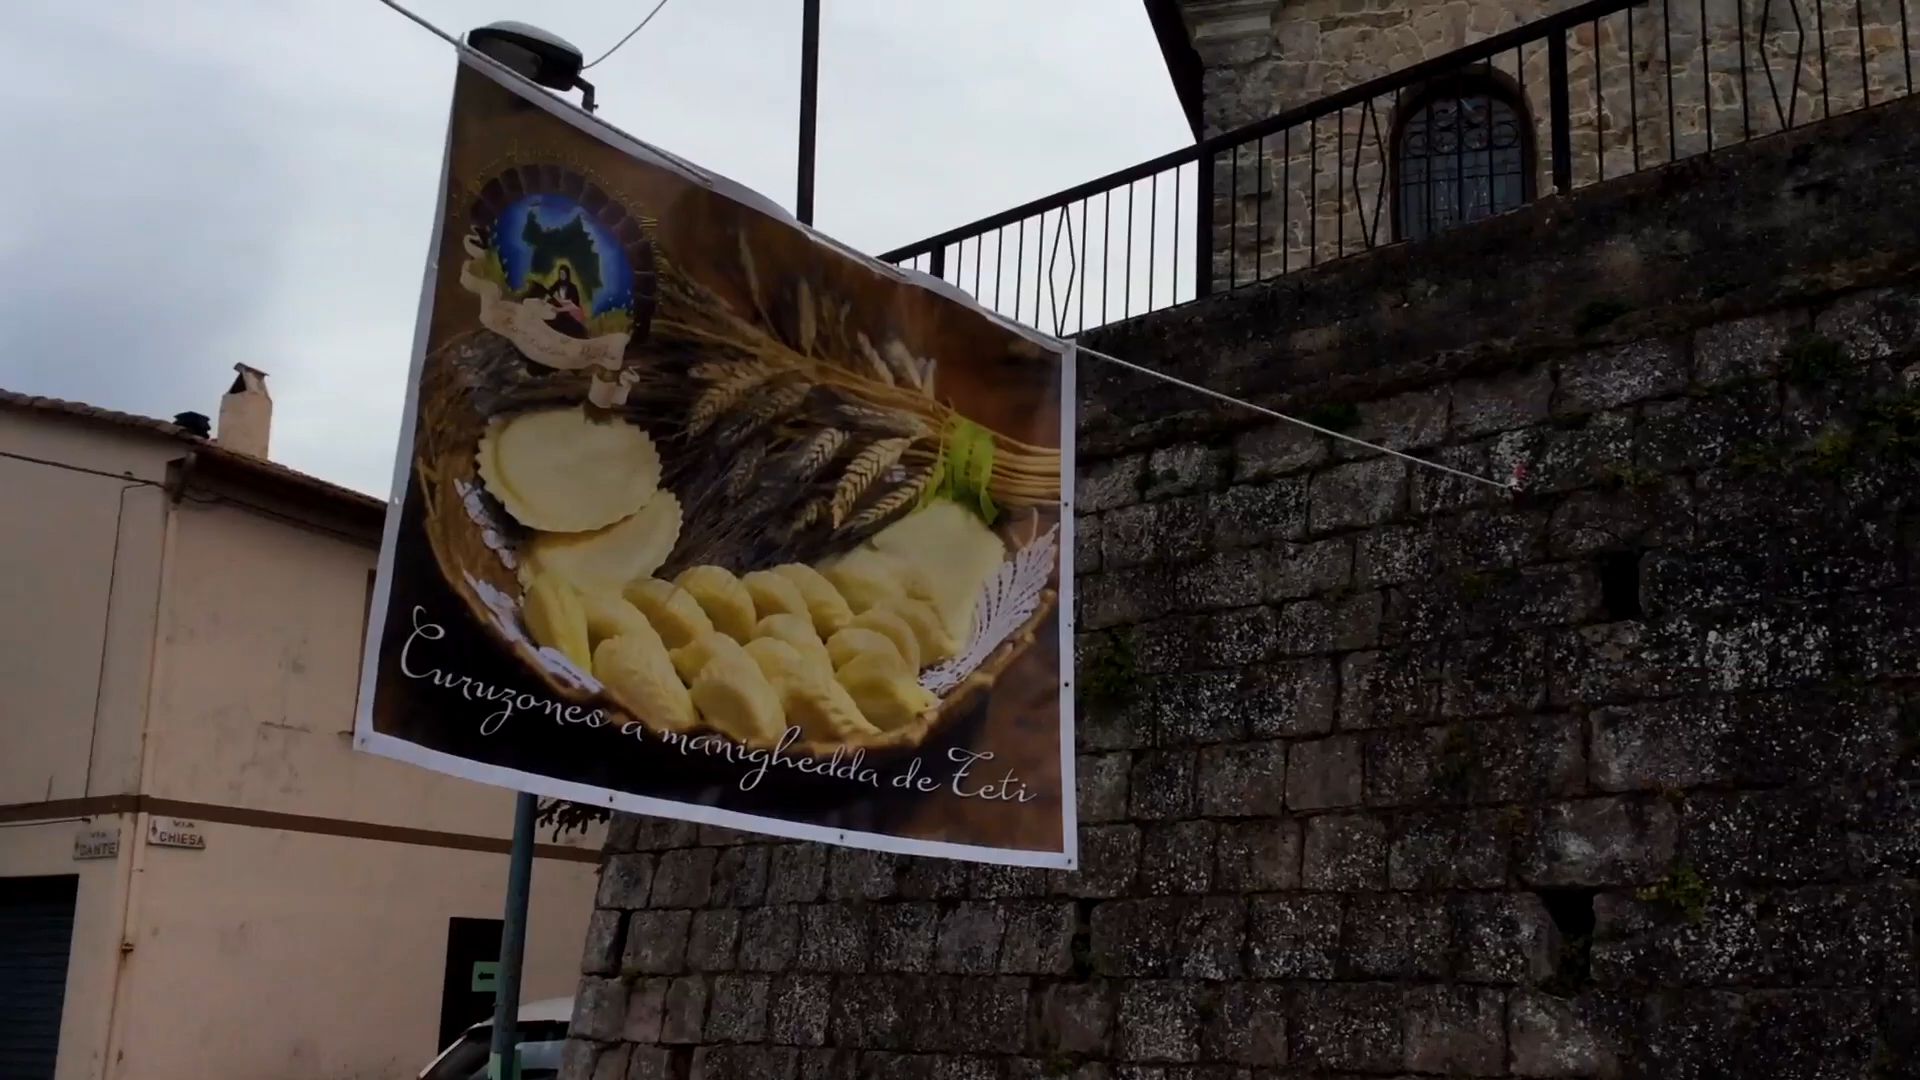 Curuzones a manighedda de Teti
VIA
DANTE
VIA
CHIESA